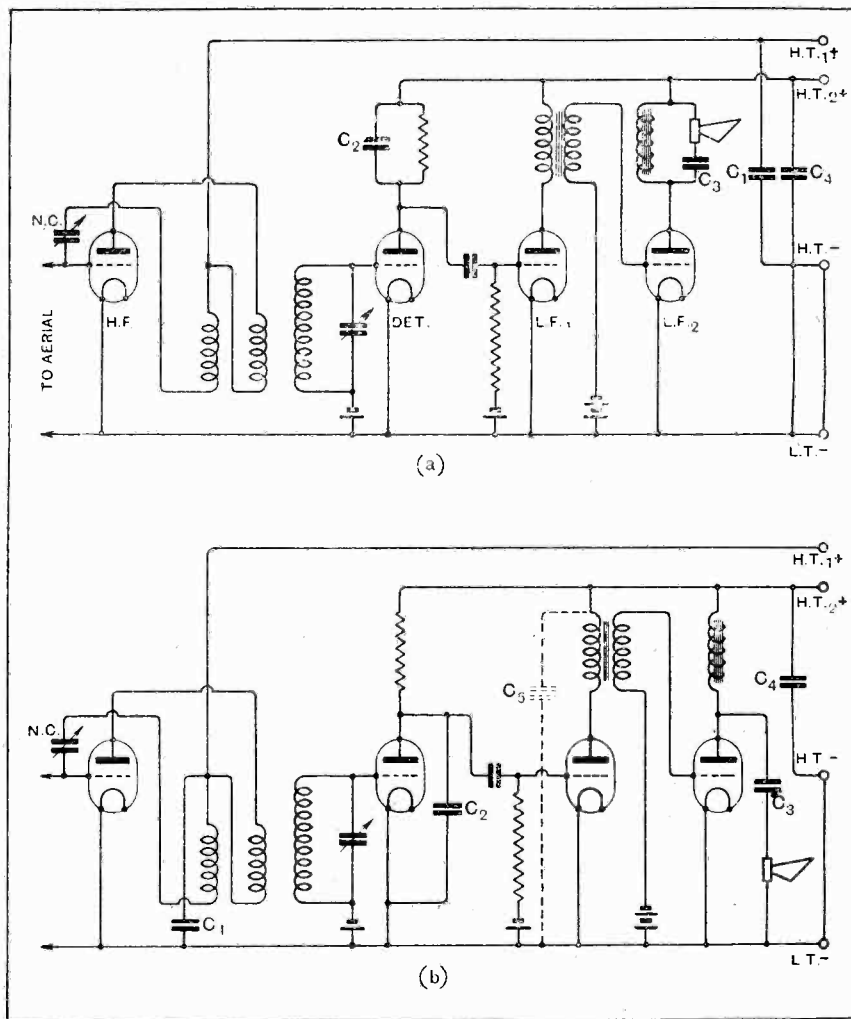 H.T.1+
H.T.2+
C2
C3
C1
C4
N.C.
H.T.-
TO AERIAL
H.F.
DET.
L.F.1
L.F.2
L.T.-
(a)
H.T.1+
H.T.2+
C5
C4
N.C.
H.T-
C2
C3
C1
L.T.-
(b)